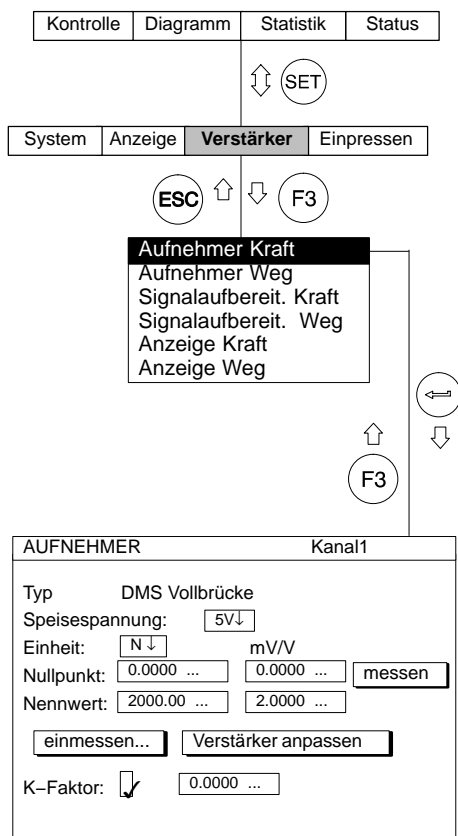 Kontrolle Diagramm Statistik Status
SET
System Anzeige Verstärker Einpressen
ESC F3
Aufnehmer Kraft
Aufnehmer Weg
Signalaufbereit. Kraft
Signalaufbereit. Weg
Anzeige Kraft
Anzeige Weg
F3
AUFNEHMER Kanal1
Typ DMS Vollbrücke
Speisespannung: 5V↓
Einheit: N ↓ mV/V
Nullpunkt: 0.0000 ... 0.0000 ... messen
Nennwert: 2000.00 ... 2.0000 ...
einmessen... Verstärker anpassen
K–Faktor: ✓ 0.0000 ...